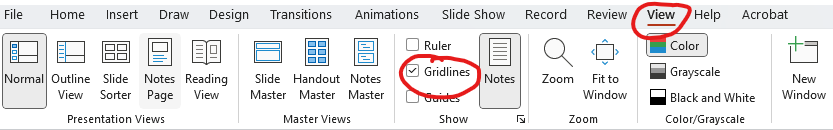 File Home Insert Draw Design Transitions Animations Slide Show Record Review View Help Acrobat
Normal
Outline
View
Slide
Sorter
Notes
Page
Reading
View
Presentation Views
Slide
Master
Handout
Master
Notes
Master
Master Views
Ruler
Gridlines
Guides
Notes
Show
Zoom
Fit to
Window
Zoom
Color
Grayscale
Black and White
Color/Grayscale
New
Window